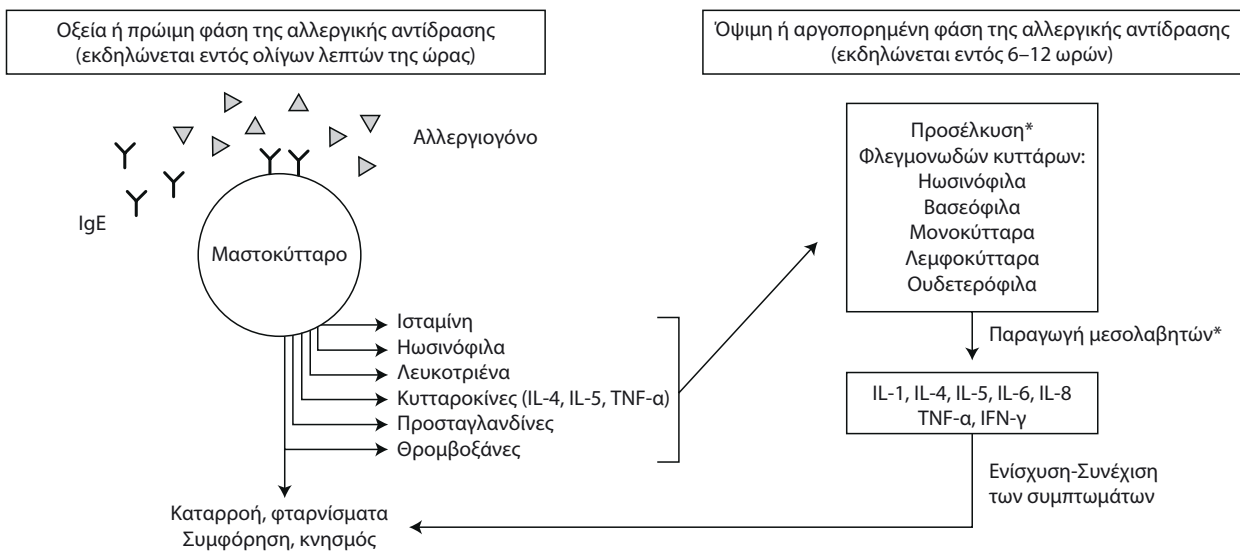 Οξεία ή πρώιμη φάση της αλλεργικής αντίδρασης
(εκδηλώνεται εντός ολίγων λεπτών της ώρας)
Αλλεργιογόνο
IgE
Μαστοκύτταρο
Ισταμίνη
Ηωσινόφιλα
Λευκοτριένα
Κυτταροκίνες (IL-4, IL-5, TNF-α)
Προσταγλανδίνες
Θρομβοξάνες
Καταρροή, φταρνίσματα
Συμφόρηση, κνησμός
Όψιμη ή αργοπορημένη φάση της αλλεργικής αντίδρασης
(εκδηλώνεται εντός 6–12 ωρών)
Προσέλκυση*
Φλεγμονωδών κυττάρων:
Ηωσινόφιλα
Βασεόφιλα
Μονοκύτταρα
Λεμφοκύτταρα
Ουδετερόφιλα
Παραγωγή μεσολαβητών*
IL-1, IL-4, IL-5, IL-6, IL-8
TNF-α, IFN-γ
Ενίσχυση-Συνέχιση
των συμπτωμάτων